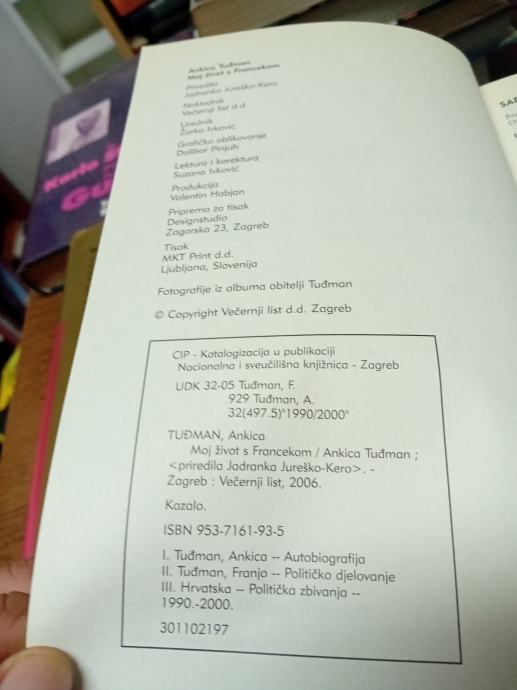 Ankica Tuđman
Moj život s Francekom
Priredila
Jadranka Jureško-Kero
Nakladnik
Večernji list d.d.
Urednik
Žarko Ivković
Grafičko oblikovanje
Dalibor Pinjuh
Lektura i korektura
Suzana Ivković
Produkcija
Valentin Habjan
Priprema za tisak
Designstudio
Zagorska 23, Zagreb
Tisak
MKT Print d.d.
Ljubljana, Slovenija
Fotografije iz albuma obitelji Tuđman
© Copyright Večernji list d.d. Zagreb
CIP - Katalogizacija u publikaciji
Nacionalna i sveučilišna knjižnica - Zagreb
UDK 32-05 Tuđman, F.
929 Tuđman, A.
32(497.5)"1990/2000"
TUĐMAN, Ankica
Moj život s Francekom / Ankica Tuđman ;
<priredila Jadranka Jureško-Kero>. -
Zagreb : Večernji list, 2006.
Kazalo.
ISBN 953-7161-93-5
I. Tuđman, Ankica -- Autobiografija
II. Tuđman, Franjo -- Političko djelovanje
III. Hrvatska -- Politička zbivanja --
1990.-2000.
301102197
Karlo